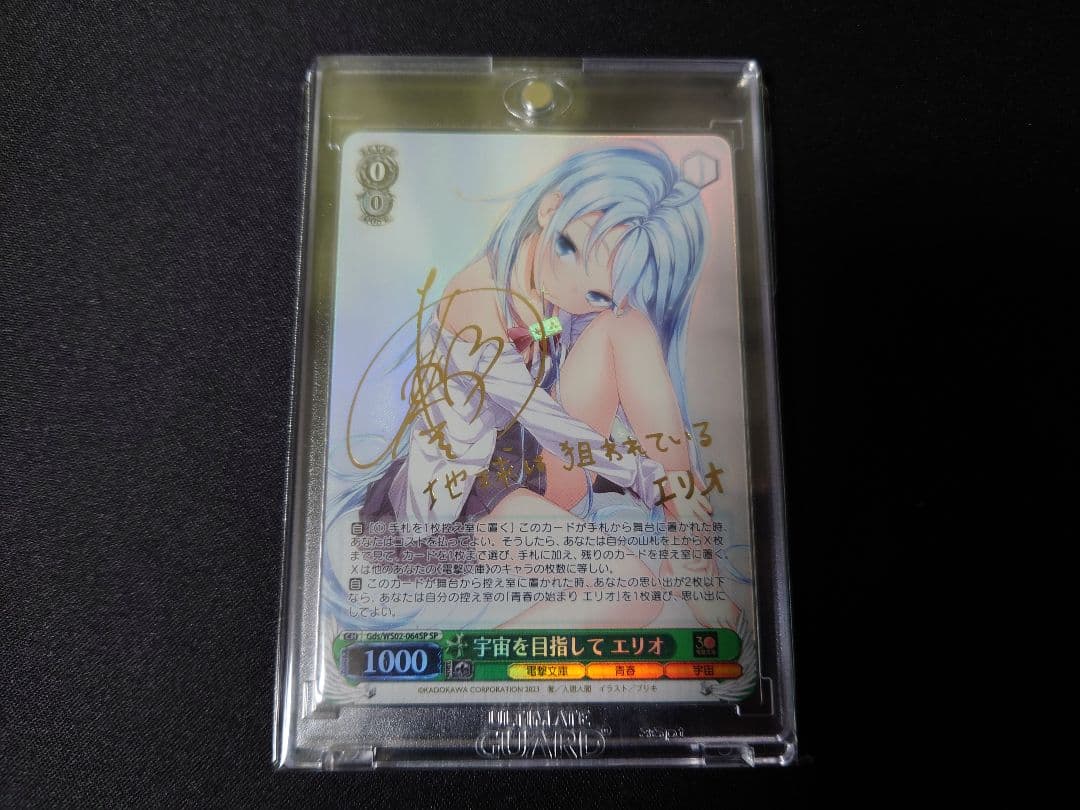 0
0
地球は狙われている
エリオ
自 [① 手札を1枚控え室に置く] このカードが手札から舞台に置かれた時、
あなたはコストを払ってよい。そうしたら、あなたは自分の山札を上からX枚
まで見て、カードを1枚まで選び、手札に加え、残りのカードを控え室に置く。
Xは他のあなたの《電撃文庫》のキャラの枚数に等しい。
自 このカードが舞台から控え室に置かれた時、あなたの思い出が2枚以下
なら、あなたは自分の控え室の「青春の始まり エリオ」を1枚選び、思い出に
してよい。
CH Gds/WS02-064SP SP
宇宙を目指して エリオ
1000
電撃文庫 青春 宇宙
©KADOKAWA CORPORATION 2023 著/入間人間 イラスト/ブリキ
ULTIMATE
GUARD